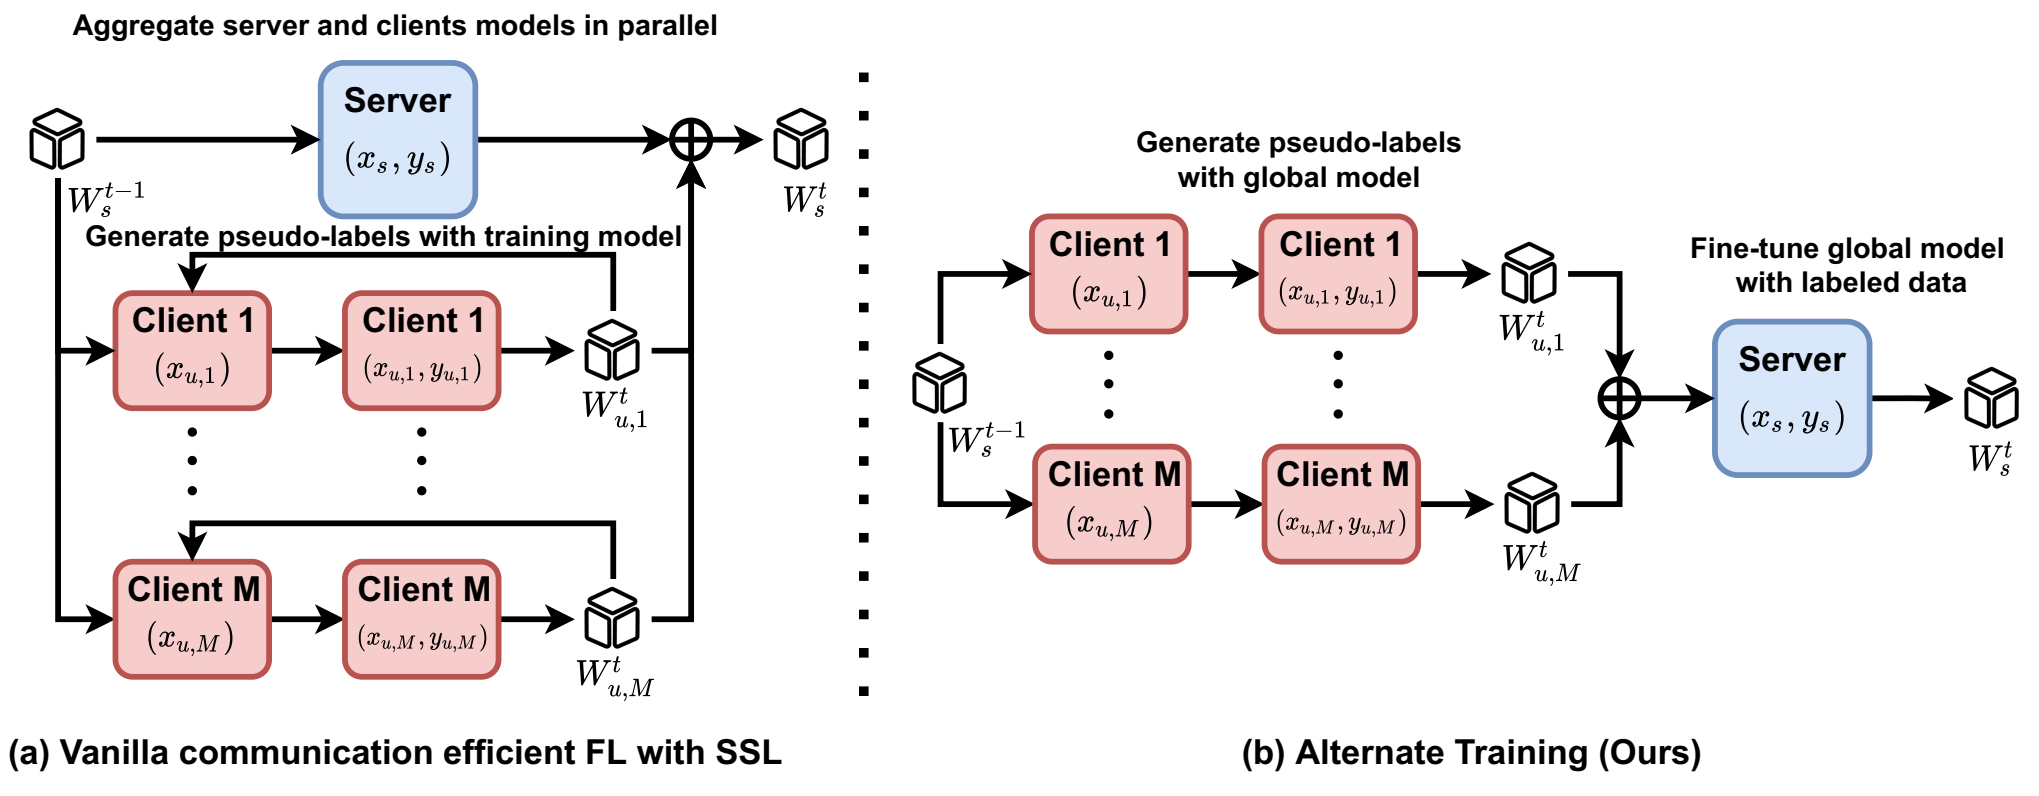 Aggregate server and clients models in parallel
Server
(x_s, y_s)
W_s^{t-1}
W_s^t
Generate pseudo-labels with training model
Client 1
(x_{u,1})
Client 1
(x_{u,1}, y_{u,1})
W_{u,1}^t
Client M
(x_{u,M})
Client M
(x_{u,M}, y_{u,M})
W_{u,M}^t
(a) Vanilla communication efficient FL with SSL
Generate pseudo-labels
with global model
Client 1
(x_{u,1})
Client 1
(x_{u,1}, y_{u,1})
W_{u,1}^t
W_s^{t-1}
Client M
(x_{u,M})
Client M
(x_{u,M}, y_{u,M})
W_{u,M}^t
Fine-tune global model
with labeled data
Server
(x_s, y_s)
W_s^t
(b) Alternate Training (Ours)